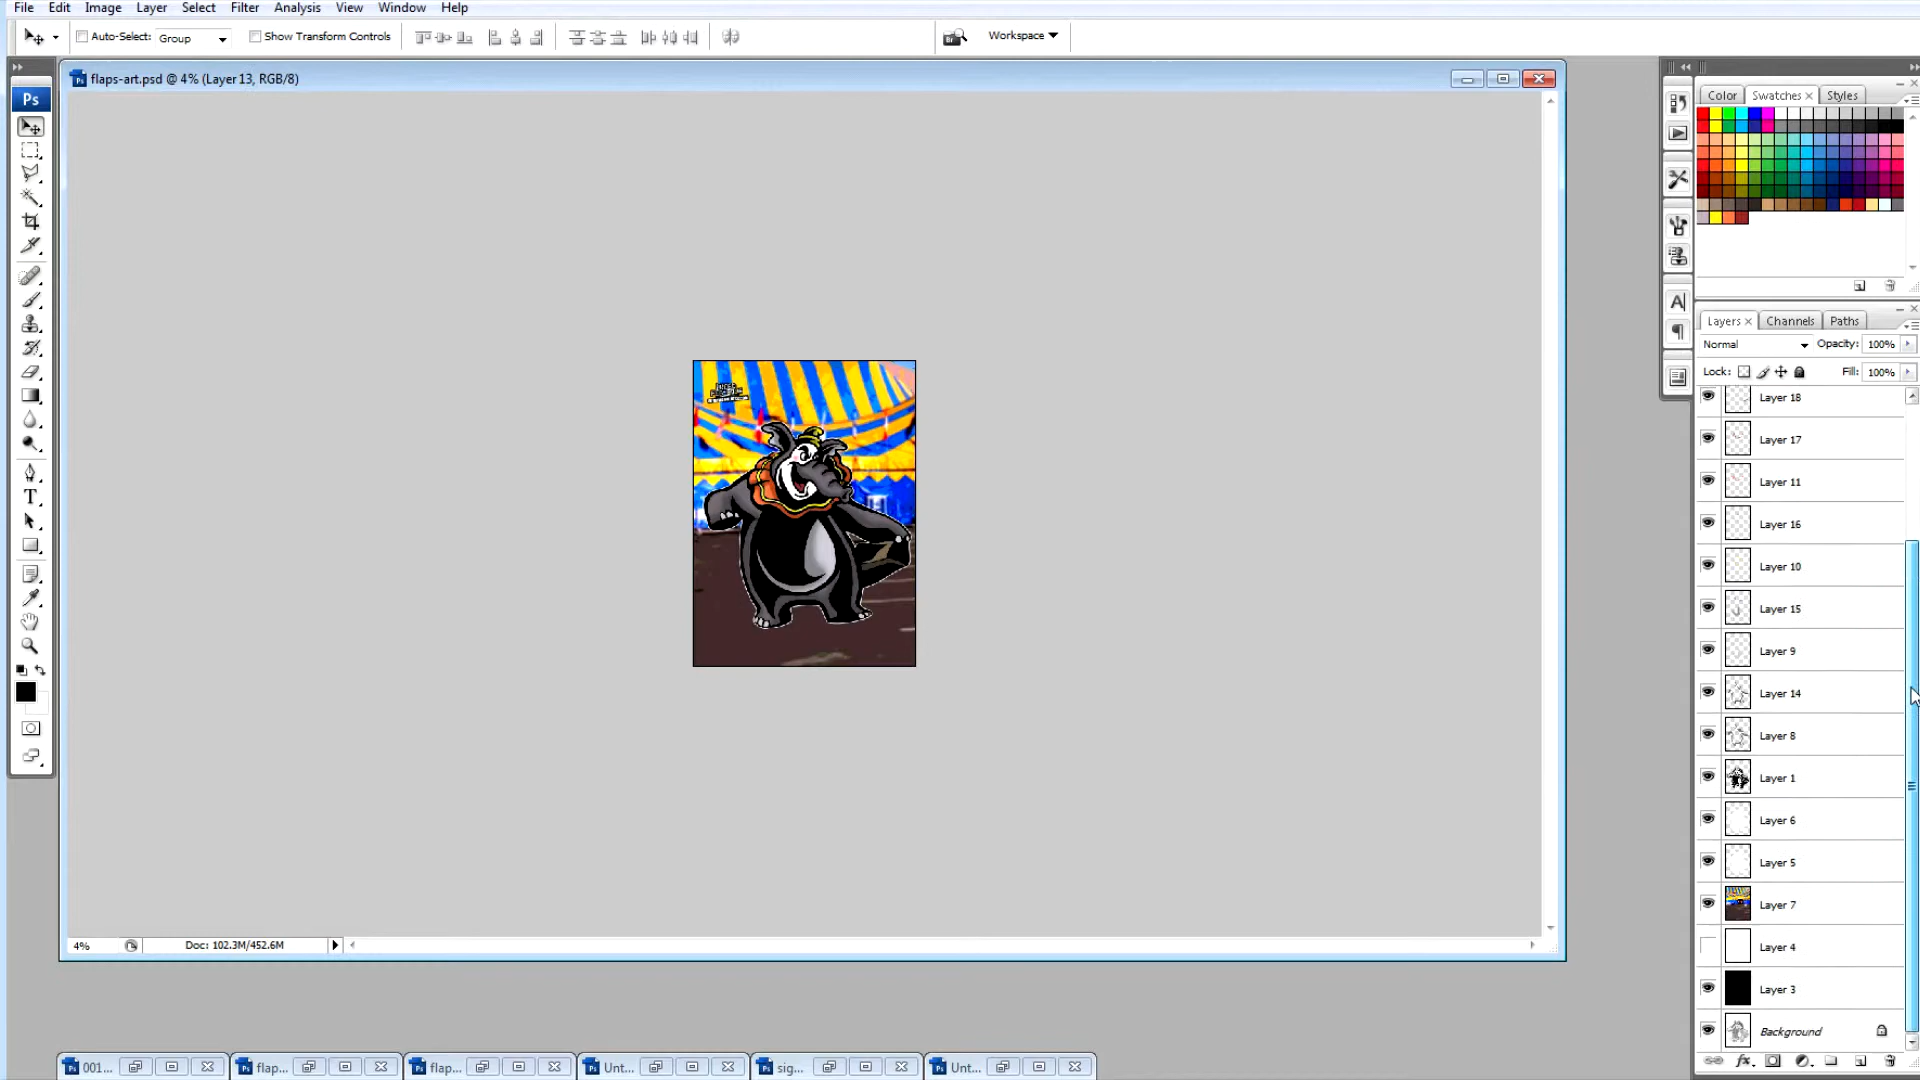 File Edit Image Layer Select Filter Analysis View Window Help
Auto-Select: Group Show Transform Controls Workspace
flaps-art.psd @ 4% (Layer 13, RGB/8)
Ps
Color Swatches Styles
Layers Channels Paths
Normal Opacity: 100%
Lock: Fill: 100%
Layer 18
Layer 17
Layer 11
Layer 16
Layer 10
Layer 15
Layer 9
Layer 14
Layer 8
Layer 1
Layer 6
Layer 5
Layer 7
Layer 4
Layer 3
Background
4% Doc: 102.3M/452.6M
001... flap... flap... Unt... sig... Unt...